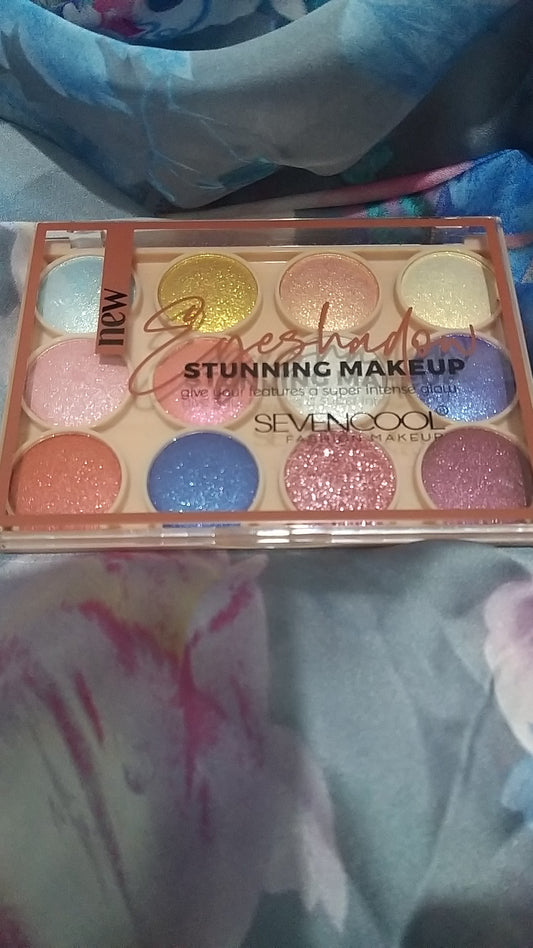 new
Eyeshadow
STUNNING MAKEUP
give your features a super intense glow.
SEVENCOOL®
FASHION MAKEUP